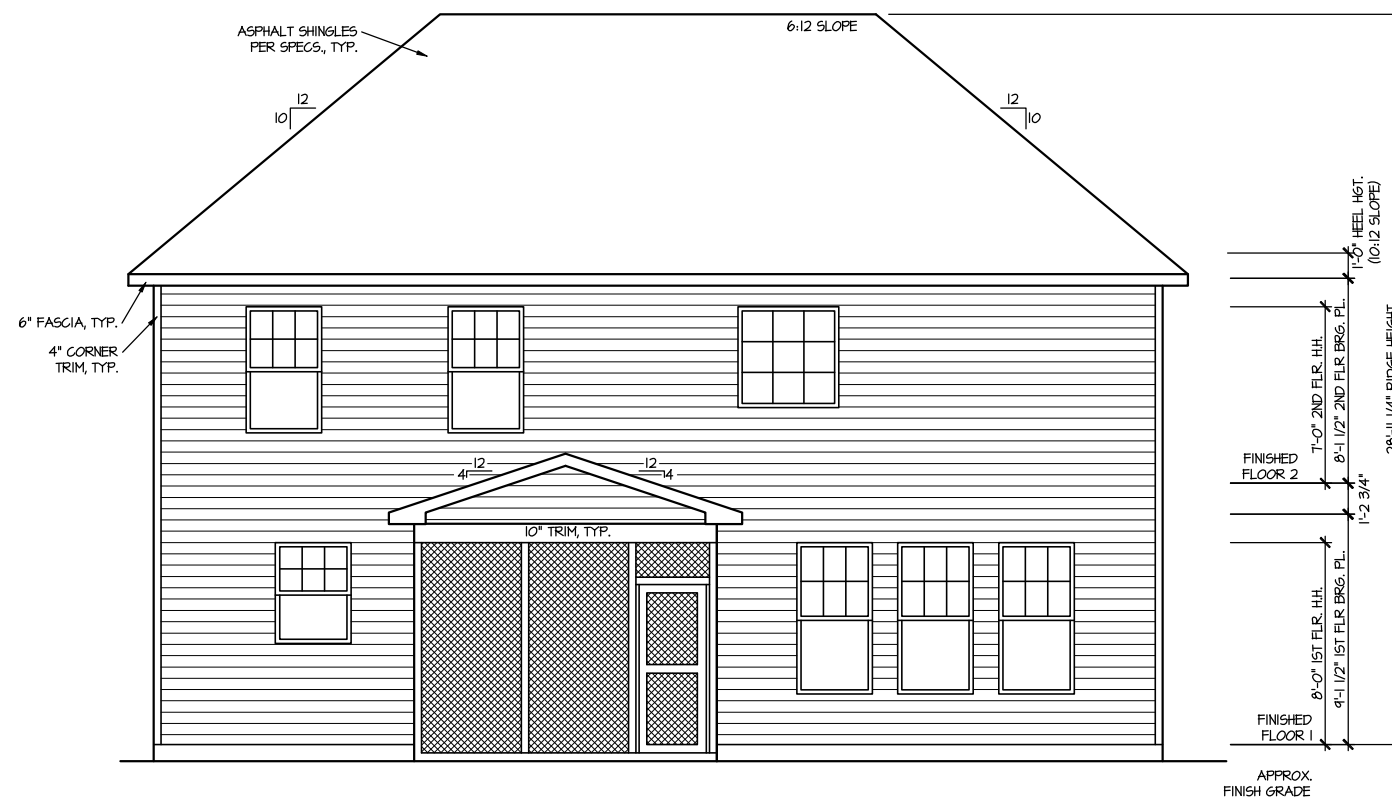 ASPHALT SHINGLES
PER SPECS., TYP.
6:12 SLOPE
12
10
12
10
1'-0" HEEL HGT.
(10:12 SLOPE)
6" FASCIA, TYP.
4" CORNER
TRIM, TYP.
7'-0" 2ND FLR. H.H.
8'-1 1/2" 2ND FLR BRG. PL.
FINISHED
FLOOR 2
12
4
12
4
1'-2 3/4"
10" TRIM, TYP.
8'-0" 1ST FLR. H.H.
9'-1 1/2" 1ST FLR BRG. PL.
FINISHED
FLOOR 1
APPROX.
FINISH GRADE